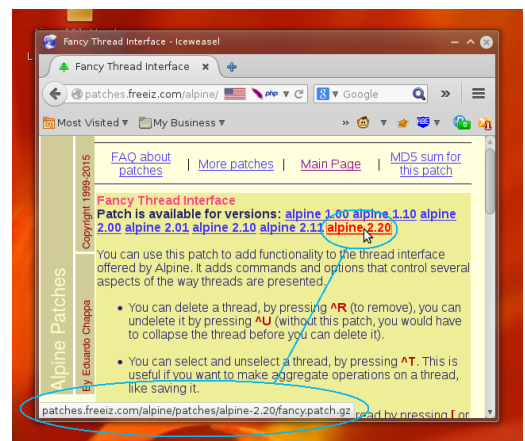 Fancy Thread Interface - Iceweasel
Fancy Thread Interface
patches.freeiz.com/alpine/
php
Google
Most Visited
My Business
Copyright 1999-2015
By Eduardo Chappa
Alpine Patches
FAQ about patches | More patches | Main Page | MD5 sum for this patch
Fancy Thread Interface
Patch is available for versions: alpine 1.00 alpine 1.10 alpine
2.00 alpine 2.01 alpine 2.10 alpine 2.11 alpine 2.20
You can use this patch to add functionality to the thread interface
offered by Alpine. It adds commands and options that control several
aspects of the way threads are presented.
• You can delete a thread, by pressing ^R (to remove), you can
undelete it by pressing ^U (without this patch, you would have
to collapse the thread before you can delete it).
• You can select and unselect a thread, by pressing ^T. This is
useful if you want to make aggregate operations on a thread,
like saving it.
patches.freeiz.com/alpine/patches/alpine-2.20/fancy.patch.gz
read by pressing [ or